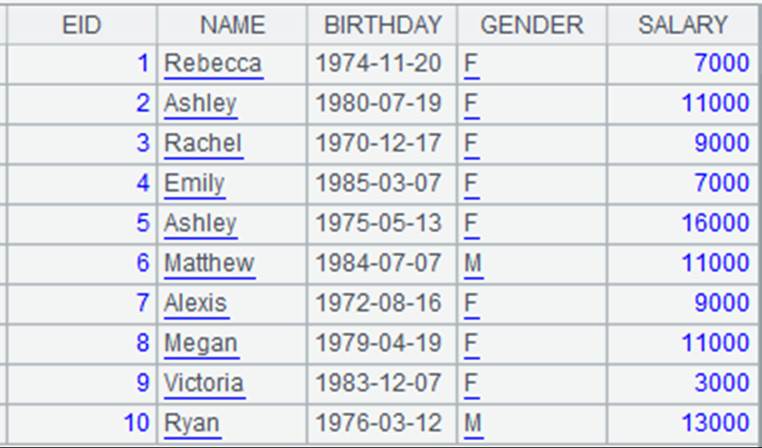 EID NAME BIRTHDAY GENDER SALARY
1 Rebecca 1974-11-20 F 7000
2 Ashley 1980-07-19 F 11000
3 Rachel 1970-12-17 F 9000
4 Emily 1985-03-07 F 7000
5 Ashley 1975-05-13 F 16000
6 Matthew 1984-07-07 M 11000
7 Alexis 1972-08-16 F 9000
8 Megan 1979-04-19 F 11000
9 Victoria 1983-12-07 F 3000
10 Ryan 1976-03-12 M 13000